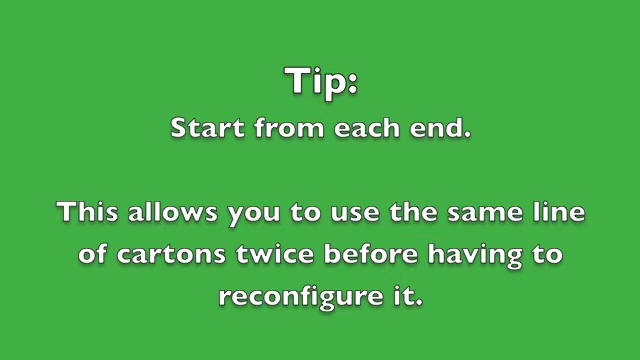 Tip:
Start from each end.
This allows you to use the same line
of cartons twice before having to
reconfigure it.